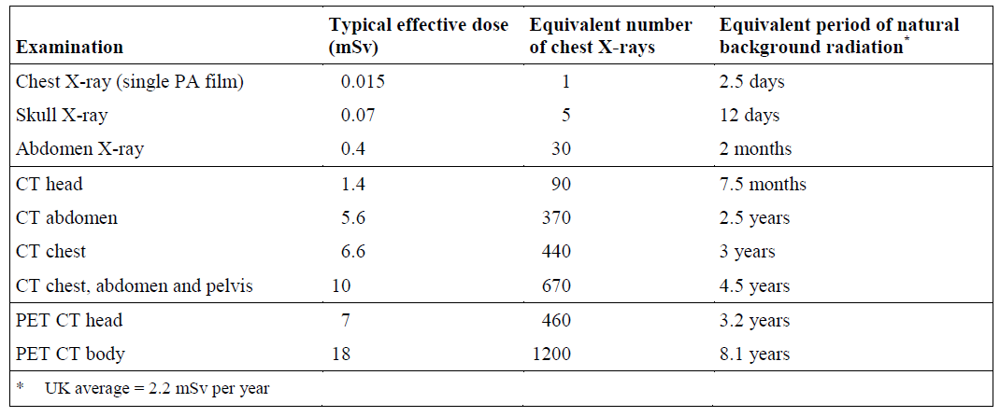 Examination Typical effective dose (mSv) Equivalent number of chest X-rays Equivalent period of natural background radiation*
Chest X-ray (single PA film) 0.015 1 2.5 days
Skull X-ray 0.07 5 12 days
Abdomen X-ray 0.4 30 2 months
CT head 1.4 90 7.5 months
CT abdomen 5.6 370 2.5 years
CT chest 6.6 440 3 years
CT chest, abdomen and pelvis 10 670 4.5 years
PET CT head 7 460 3.2 years
PET CT body 18 1200 8.1 years
* UK average = 2.2 mSv per year